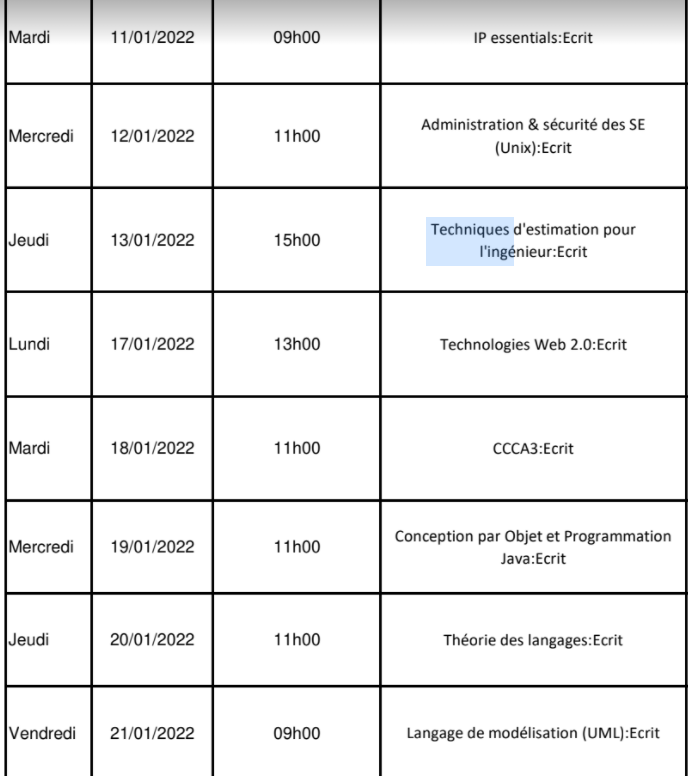 Mardi 11/01/2022 09h00 IP essentials:Ecrit
Mercredi 12/01/2022 11h00 Administration & sécurité des SE
(Unix):Ecrit
Jeudi 13/01/2022 15h00 Techniques d'estimation pour
l'ingénieur:Ecrit
Lundi 17/01/2022 13h00 Technologies Web 2.0:Ecrit
Mardi 18/01/2022 11h00 CCCA3:Ecrit
Mercredi 19/01/2022 11h00 Conception par Objet et Programmation
Java:Ecrit
Jeudi 20/01/2022 11h00 Théorie des langages:Ecrit
Vendredi 21/01/2022 09h00 Langage de modélisation (UML):Ecrit